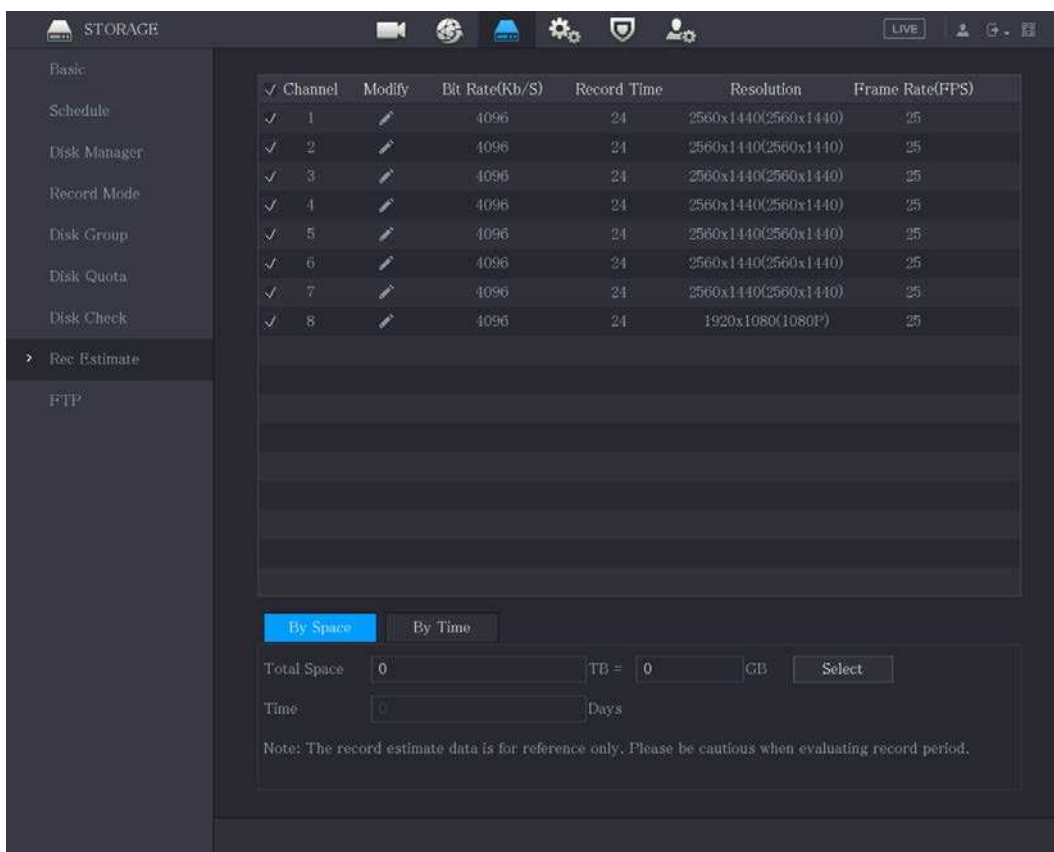 STORAGE LIVE
Basic
Schedule
Disk Manager
Record Mode
Disk Group
Disk Quota
Disk Check
Rec Estimate
FTP
Channel Modify Bit Rate(Kb/S) Record Time Resolution Frame Rate(FPS)
1 4096 24 2560x1440(2560x1440) 25
2 4096 24 2560x1440(2560x1440) 25
3 4096 24 2560x1440(2560x1440) 25
4 4096 24 2560x1440(2560x1440) 25
5 4096 24 2560x1440(2560x1440) 25
6 4096 24 2560x1440(2560x1440) 25
7 4096 24 2560x1440(2560x1440) 25
8 4096 24 1920x1080(1080P) 25
By Space By Time
Total Space 0 TB = 0 GB Select
Time 0 Days
Note: The record estimate data is for reference only. Please be cautious when evaluating record period.